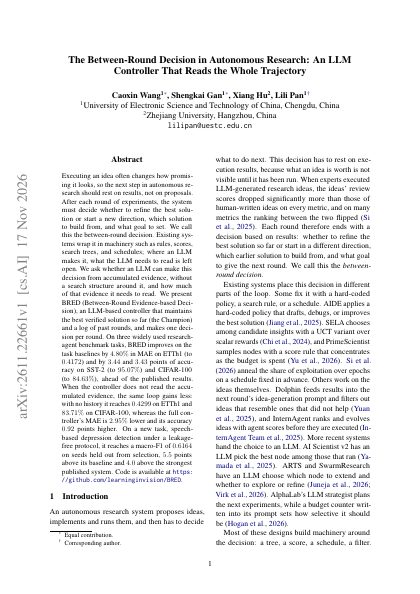 The Between-Round Decision in Autonomous Research: An LLM
Controller That Reads the Whole Trajectory
Caoxin Wang¹*, Shengkai Gan¹*, Xiang Hu², Lili Pan¹†
¹University of Electronic Science and Technology of China, Chengdu, China
²Zhejiang University, Hangzhou, China
lilipan@uestc.edu.cn
arXiv:2611.22661v1 [cs.AI] 17 Nov 2026
Abstract
Executing an idea often changes how prom-
ising it looks, so the next step in autonomous re-
search should rest on results, not on proposals.
After each round of experiments, the system
must decide whether to refine the best solu-
tion or start a new direction, which solution
to build from, and what goal to set. We call
this the between-round decision. Existing sys-
tems wrap it in machinery such as rules, scores,
search trees, and schedules; where an LLM
makes it, what the LLM needs to read is left
open. We ask whether an LLM can make this
decision from accumulated evidence, without
a search structure around it, and how much
of that evidence it needs to read. We present
BRED (Between-Round Evidence-based Deci-
sion), an LLM-based controller that maintains
the best verified solution so far (the Champion)
and a log of past rounds, and makes one deci-
sion per round. On three widely used research-
agent benchmark tasks, BRED improves on the
task baselines by 4.80% in MAE on ETTh1 (to
0.4172) and by 3.44 and 3.43 points of accu-
racy on SST-2 (to 95.07%) and CIFAR-100 (to
84.63%), ahead of the published results.
When the controller does not read the accu-
mulated evidence, the same loop gains less:
with no history it reaches 0.4299 on ETTh1 and
83.71% on CIFAR-100, whereas the full con-
troller's MAE is 2.95% lower and its accuracy
0.92 points higher. On a new task, speech-
based depression detection under a leakage-
free protocol, it reaches a macro-F1 of 0.6164
on seeds held out from selection, 5.5 points
above its baseline and 4.0 above the strongest
published system. Code is available at https:
//github.com/learninginvision/BRED.
1 Introduction
An autonomous research system proposes ideas,
implements and runs them, and then has to decide
* Equal contribution.
† Corresponding author.
what to do next. This decision has to rest on exe-
cution results, because what an idea is worth is not
visible until it has been run. When experts executed
LLM-generated research ideas, the ideas' review
scores dropped significantly more than those of
human-written ideas on every metric, and on many
metrics the ranking between the two flipped (Si
et al., 2025). Each round therefore ends with a
decision based on results: whether to refine the
best solution so far or start in a different direction,
which earlier solution to build from, and what goal
to give the next round. We call this the between-
round decision.
Existing systems place this decision in different
parts of the loop. Some fix it with a hard-coded
policy, a search rule, or a schedule. AIDE applies a
hard-coded policy that drafts, debugs, or improves
the best solution (Jiang et al., 2025). SELA chooses
among candidate insights with a UCT variant over
scalar rewards (Chi et al., 2024), and PrimeScientist
samples nodes with a score rule that concentrates
as the budget is spent (Yu et al., 2026). Si et al.
(2026) anneal the share of exploitation over epochs
on a schedule fixed in advance. Others work on the
ideas themselves. Dolphin feeds results into the
next round's idea-generation prompt and filters
out ideas that resemble ones that did not help (Yuan
et al., 2025), and InternAgent ranks and evolves
ideas with agent scores before they are executed (In-
ternAgent Team et al., 2025). More recent systems
hand the choice to an LLM. AI Scientist v2 has an
LLM pick the best node among those that ran (Ya-
mada et al., 2025). ARTS and SwarmResearch
have an LLM choose which node to extend and
whether to explore or refine (Juneja et al., 2026;
Virk et al., 2026). AlphaLab's LLM strategist plans
the next experiments, while a budget counter writ-
ten into its prompt sets how selective it should
be (Hogan et al., 2026).
Most of these designs build machinery around
the decision: a tree, a score, a schedule, a filter.
1